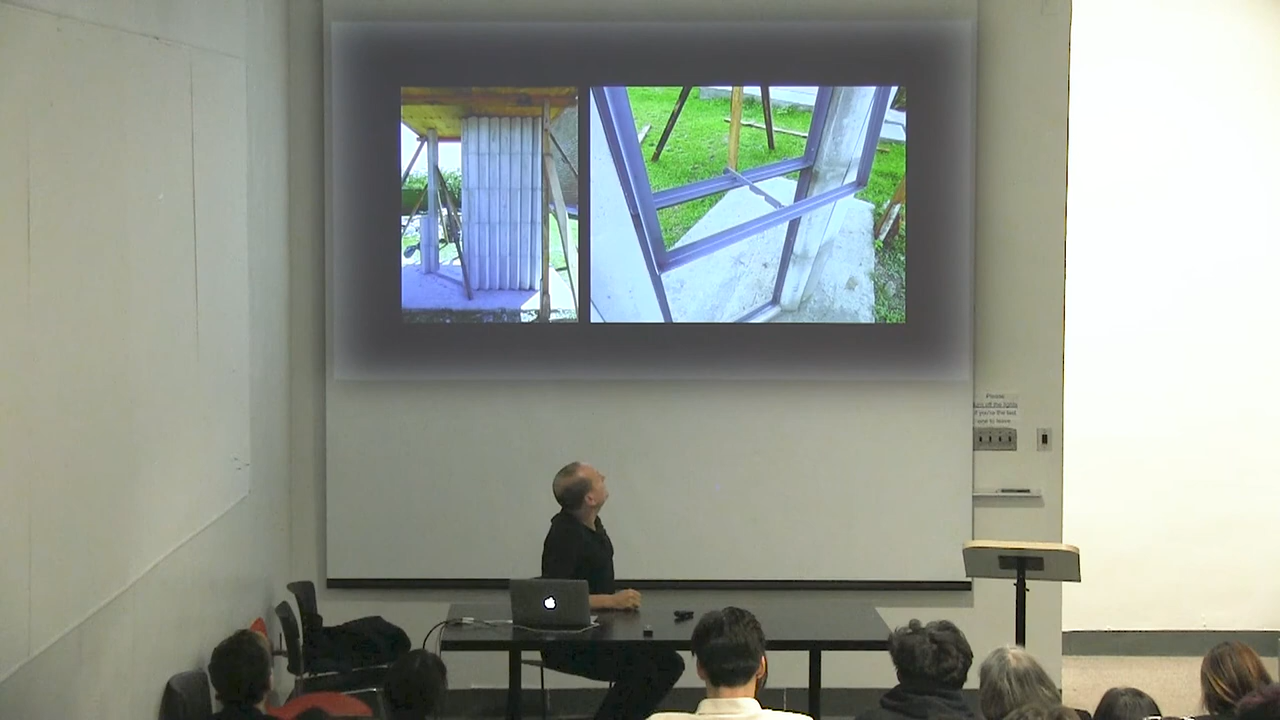 Please
turn off the lights
if you're the last
one to leave